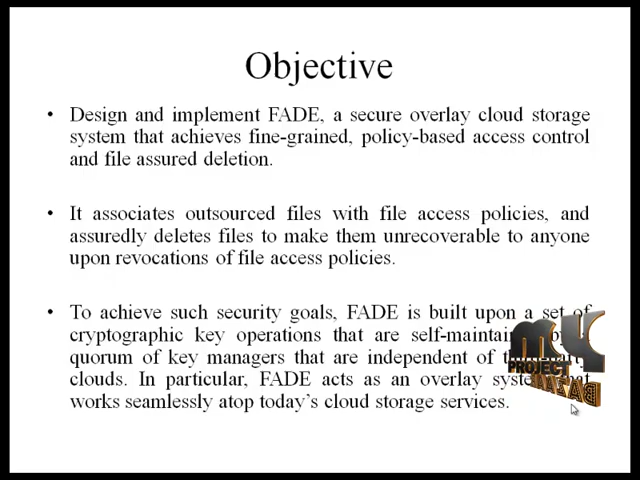 Objective
• Design and implement FADE, a secure overlay cloud storage
system that achieves fine-grained, policy-based access control
and file assured deletion.
• It associates outsourced files with file access policies, and
assuredly deletes files to make them unrecoverable to anyone
upon revocations of file access policies.
• To achieve such security goals, FADE is built upon a set of
cryptographic key operations that are self-maintain
quorum of key managers that are independent of
clouds. In particular, FADE acts as an overlay
works seamlessly atop today's cloud storage services.
MY
PROJECT
BAZAAR